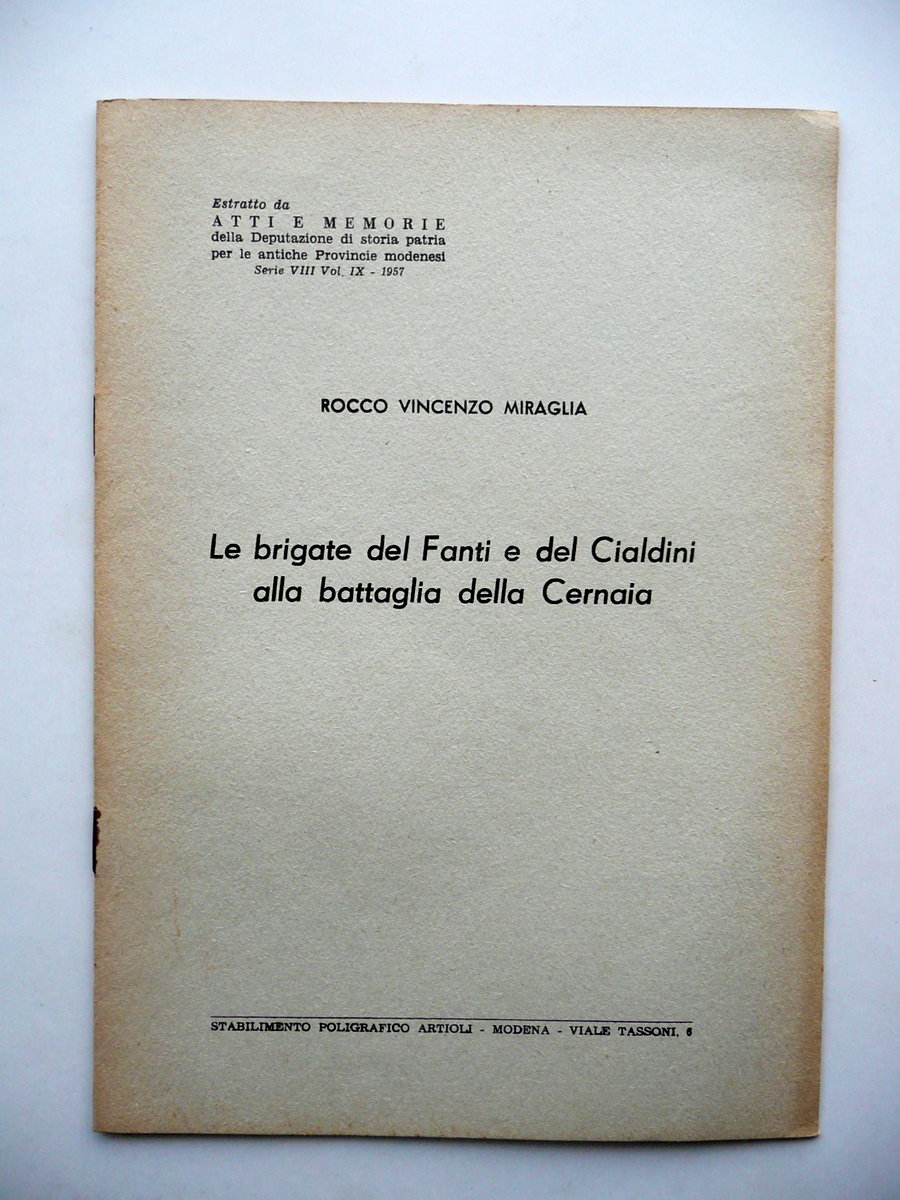 Estratto da
ATTI E MEMORIE
della Deputazione di storia patria
per le antiche Provincie modenesi
Serie VIII Vol. IX - 1957
ROCCO VINCENZO MIRAGLIA
Le brigate del Fanti e del Cialdini
alla battaglia della Cernaia
STABILIMENTO POLIGRAFICO ARTIOLI - MODENA - VIALE TASSONI, 6